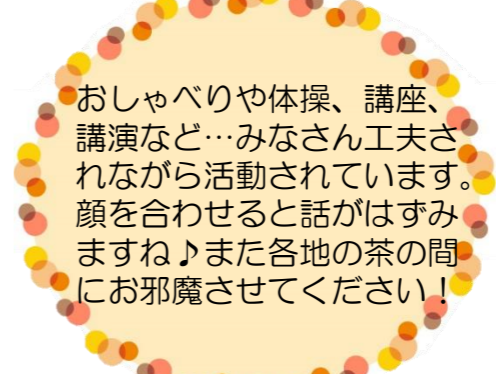 おしゃべりや体操、講座、
講演など…みなさん工夫さ
れながら活動されています。
顔を合わせると話がはずみ
ますね♪また各地の茶の間
にお邪魔させてください！